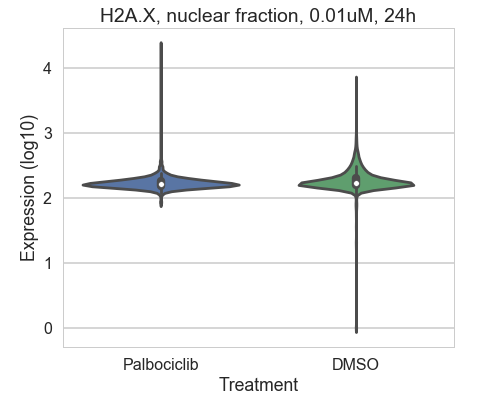 H2A.X, nuclear fraction, 0.01uM, 24h
Expression (log10)
4
3
2
1
0
Palbociclib DMSO
Treatment